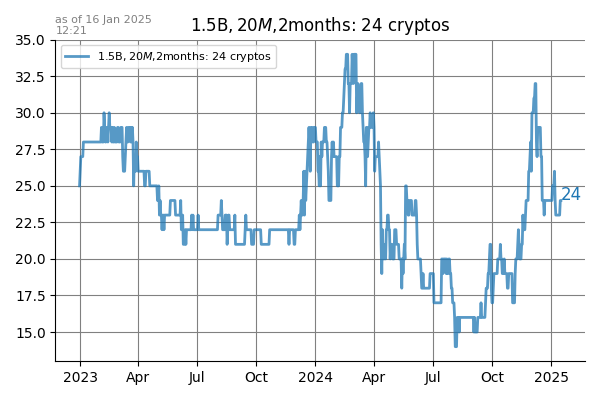 as of 16 Jan 2025
12:21
1.5B, 20M,2months: 24 cryptos
1.5B, 20M,2months: 24 cryptos
35.0
32.5
30.0
27.5
25.0
22.5
20.0
17.5
15.0
24
2023 Apr Jul Oct 2024 Apr Jul Oct 2025